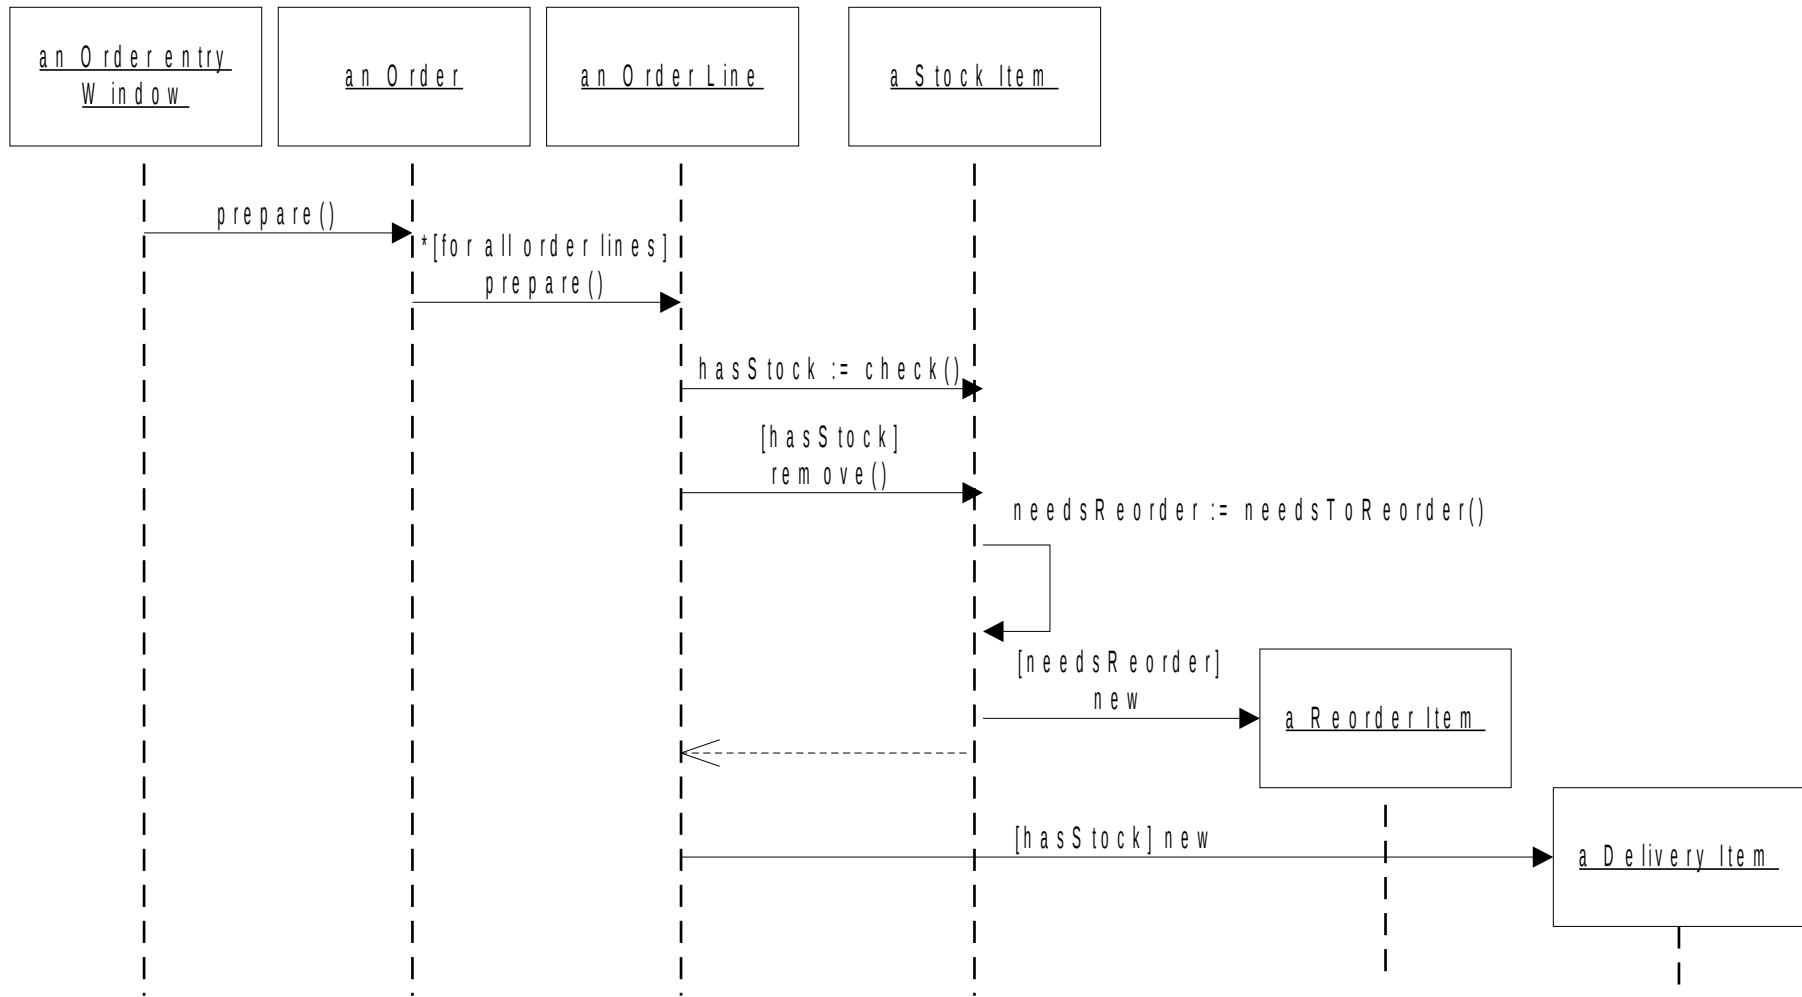 an Order entry
Window
an Order
an Order Line
a Stock Item
prepare()
*[for all order lines]
prepare()
hasStock := check()
[hasStock]
remove()
needsReorder := needsToReorder()
[needsReorder]
new
a Reorder Item
[hasStock] new
a Delivery Item